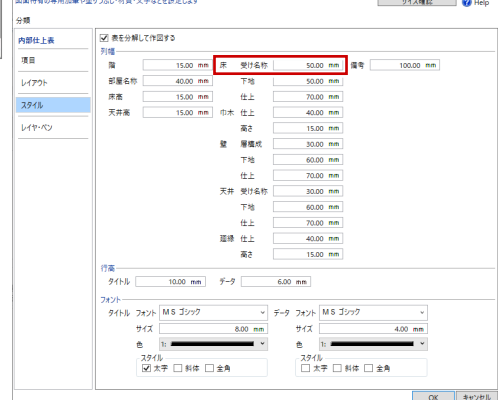 図面特有の専用加筆や塗りつぶし・材質・文字などを設定します
サイズ確認
Help
分類
内部仕上表
項目
レイアウト
スタイル
レイヤ・ペン
表を分解して作図する
列幅
階 15.00 mm 床 受け名称 50.00 mm 備考 100.00 mm
部屋名称 40.00 mm 下地 50.00 mm
床高 15.00 mm 仕上 70.00 mm
天井高 15.00 mm 巾木 仕上 40.00 mm
高さ 15.00 mm
壁 層構成 30.00 mm
下地 60.00 mm
仕上 70.00 mm
天井 受け名称 30.00 mm
下地 60.00 mm
仕上 70.00 mm
廻縁 仕上 40.00 mm
高さ 15.00 mm
行高
タイトル 10.00 mm データ 6.00 mm
フォント
タイトル フォント ＭＳ ゴシック データ フォント ＭＳ ゴシック
サイズ 8.00 mm サイズ 4.00 mm
色 1: 色 1:
スタイル スタイル
太字 斜体 全角 太字 斜体 全角
OK キャンセル